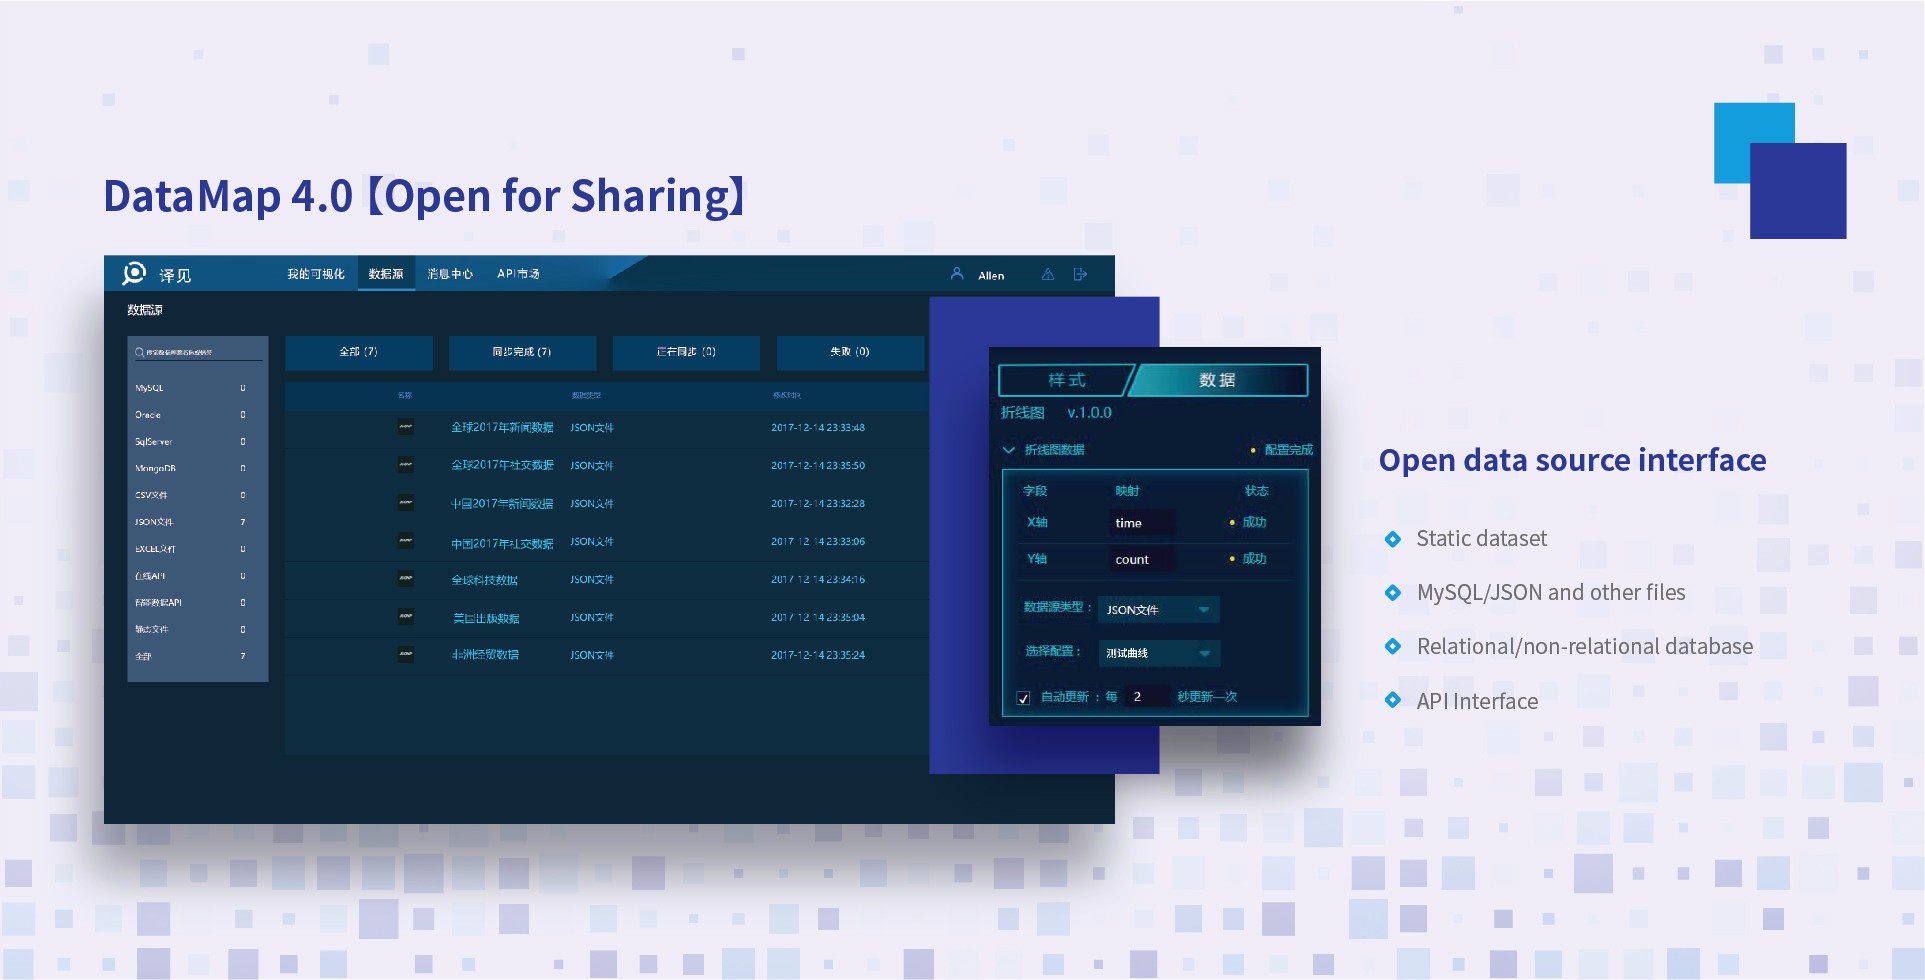 DataMap 4.0【Open for Sharing】
译见 我的可视化 数据源 消息中心 API市场 Allen
数据源
全部 (7) 同步完成 (7) 正在同步 (0) 失败 (0)
名称 数据类型 修改时间
MySQL 0
Oracle 0
SqlServer 0
MongoDB 0
CSV文件 0
JSON文件 7
EXCEL文件 0
在线API 0
智能数据API 0
静态文件 0
全部 7
全球2017年新闻数据 JSON文件 2017-12-14 23:33:48
全球2017年社交数据 JSON文件 2017-12-14 23:35:50
中国2017年新闻数据 JSON文件 2017-12-14 23:32:28
中国2017年社交数据 JSON文件 2017-12-14 23:33:06
全球科技数据 JSON文件 2017-12-14 23:34:16
英国出版数据 JSON文件 2017-12-14 23:35:04
非洲经贸数据 JSON文件 2017-12-14 23:35:24
样式 数据
折线图 v.1.0.0
折线图数据 配置完成
字段 映射 状态
X轴 time 成功
Y轴 count 成功
数据源类型： JSON文件
选择配置： 测试曲线
自动更新：每 2 秒更新一次
Open data source interface
Static dataset
MySQL/JSON and other files
Relational/non-relational database
API Interface